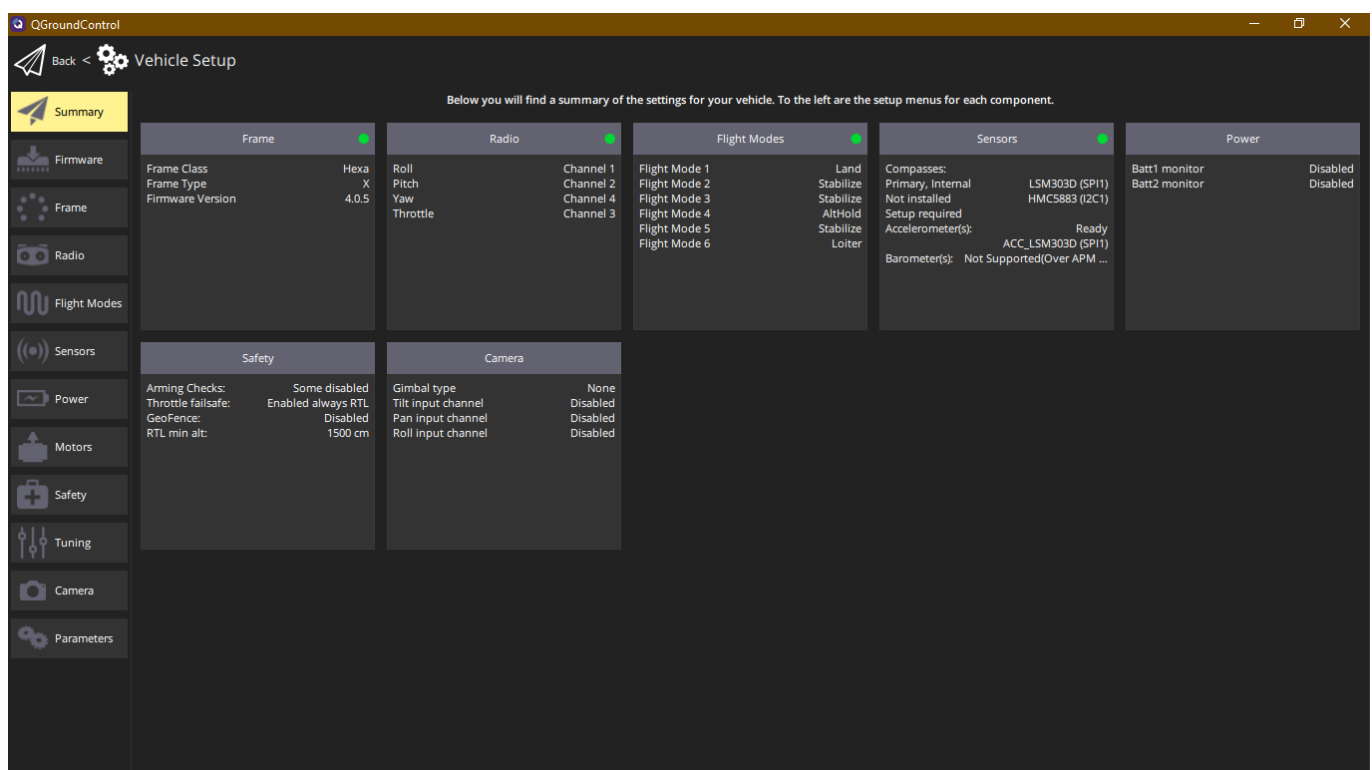 QGroundControl
Back < Vehicle Setup
Summary
Firmware
Frame
Radio
Flight Modes
Sensors
Power
Motors
Safety
Tuning
Camera
Parameters
Below you will find a summary of the settings for your vehicle. To the left are the setup menus for each component.
Frame
Frame Class Hexa
Frame Type X
Firmware Version 4.0.5
Radio
Roll Channel 1
Pitch Channel 2
Yaw Channel 4
Throttle Channel 3
Flight Modes
Flight Mode 1 Land
Flight Mode 2 Stabilize
Flight Mode 3 Stabilize
Flight Mode 4 AltHold
Flight Mode 5 Stabilize
Flight Mode 6 Loiter
Sensors
Compasses:
Primary, Internal LSM303D (SPI1)
Not installed HMC5883 (I2C1)
Setup required
Accelerometer(s): Ready
ACC_LSM303D (SPI1)
Barometer(s): Not Supported(Over APM ...
Power
Batt1 monitor Disabled
Batt2 monitor Disabled
Safety
Arming Checks: Some disabled
Throttle failsafe: Enabled always RTL
GeoFence: Disabled
RTL min alt: 1500 cm
Camera
Gimbal type None
Tilt input channel Disabled
Pan input channel Disabled
Roll input channel Disabled